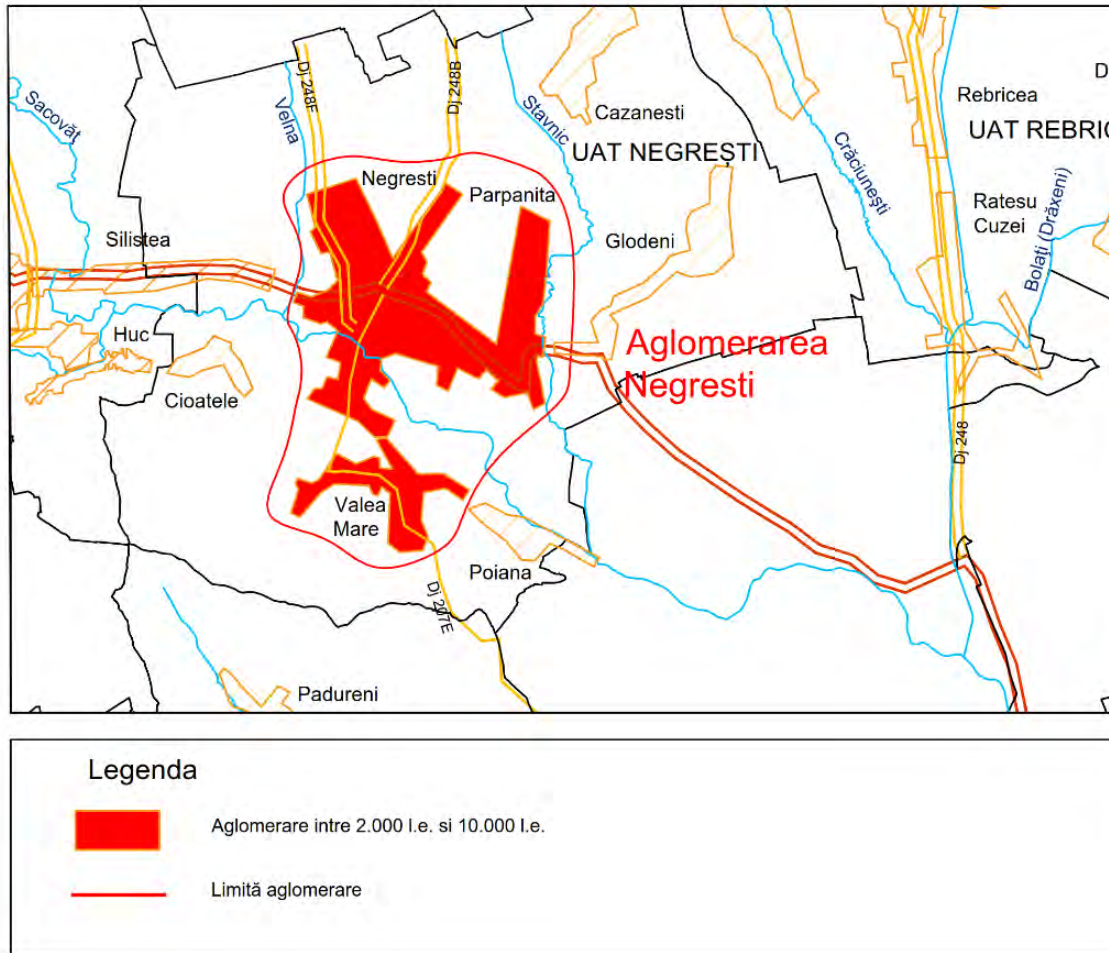 Dj 248F
Dj 248B
Sacovăț
Velna
Stavnic
Cazanesti
UAT NEGREȘTI
Rebricea
UAT REBRIC
D
Crăciunești
Negresti
Parpanita
Glodeni
Ratesu
Cuzei
Bolați (Drăxeni)
Silistea
Huc
Cioatele
Aglomerarea
Negresti
Dj 248
Valea
Mare
Poiana
Dj 207E
Padureni
Legenda
Aglomerare intre 2.000 l.e. si 10.000 l.e.
Limită aglomerare